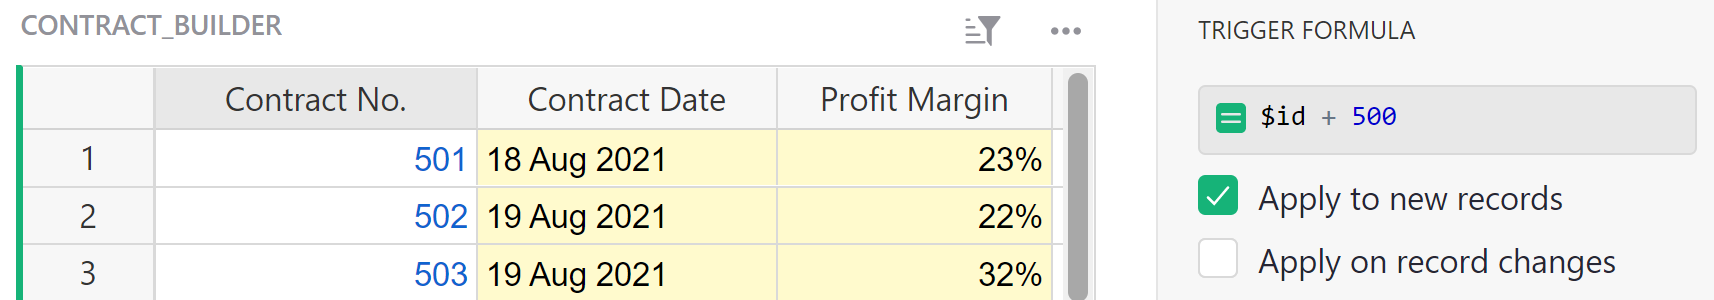 CONTRACT_BUILDER
Contract No. Contract Date Profit Margin
1 501 18 Aug 2021 23%
2 502 19 Aug 2021 22%
3 503 19 Aug 2021 32%
TRIGGER FORMULA
= $id + 500
Apply to new records
Apply on record changes